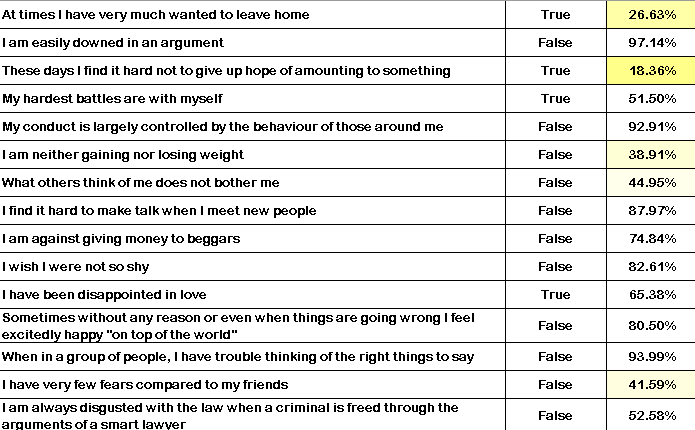 At times I have very much wanted to leave home True 26.63%
I am easily downed in an argument False 97.14%
These days I find it hard not to give up hope of amounting to something True 18.36%
My hardest battles are with myself True 51.50%
My conduct is largely controlled by the behaviour of those around me False 92.91%
I am neither gaining nor losing weight False 38.91%
What others think of me does not bother me False 44.95%
I find it hard to make talk when I meet new people False 87.97%
I am against giving money to beggars False 74.84%
I wish I were not so shy False 82.61%
I have been disappointed in love True 65.38%
Sometimes without any reason or even when things are going wrong I feel
excitedly happy "on top of the world" False 80.50%
When in a group of people, I have trouble thinking of the right things to say False 93.99%
I have very few fears compared to my friends False 41.59%
I am always disgusted with the law when a criminal is freed through the
arguments of a smart lawyer False 52.58%